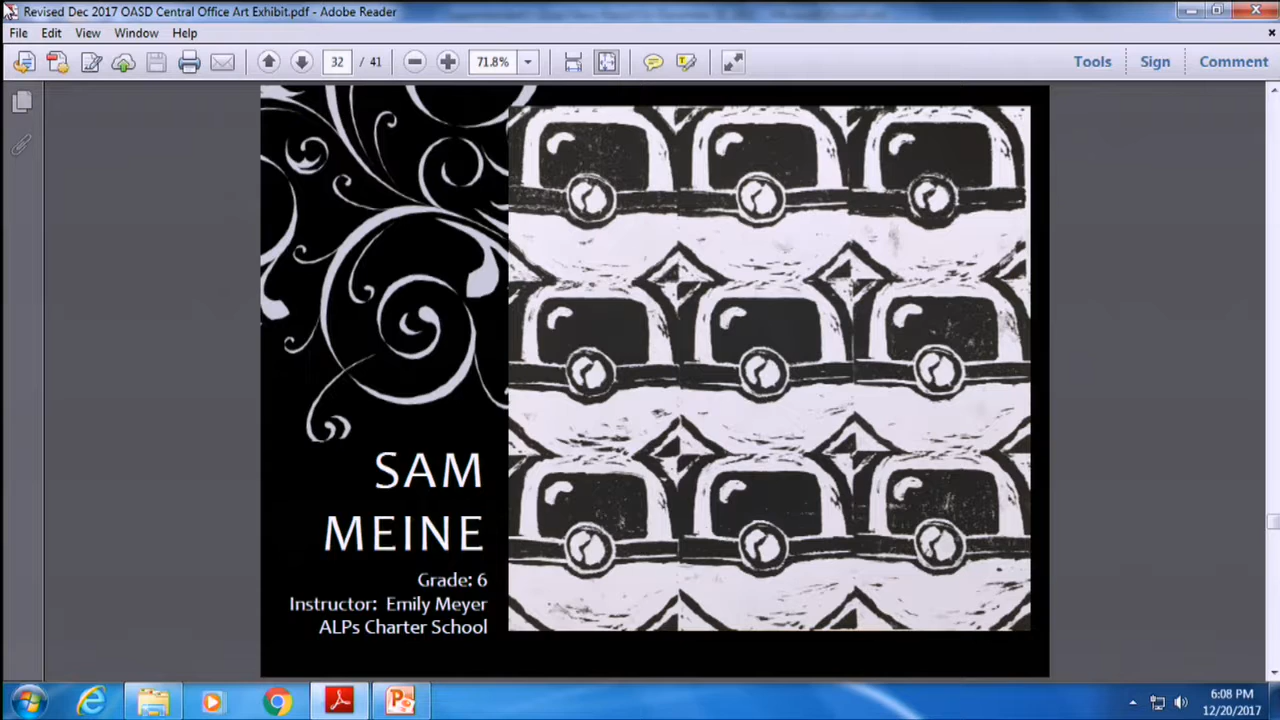 Revised Dec 2017 OASD Central Office Art Exhibit.pdf - Adobe Reader
File Edit View Window Help
32 / 41 71.8% Tools Sign Comment
SAM
MEINE
Grade: 6
Instructor: Emily Meyer
ALPs Charter School
6:08 PM
12/20/2017